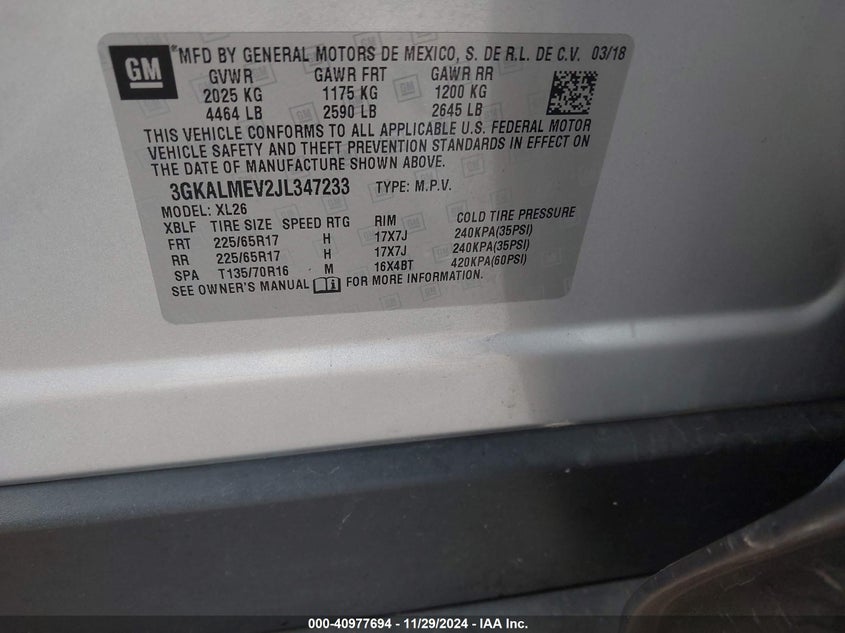 GM
*MFD BY GENERAL MOTORS DE MEXICO, S. DE R.L. DE C.V. 03/18
GVWR GAWR FRT GAWR RR
2025 KG 1175 KG 1200 KG
4464 LB 2590 LB 2645 LB
THIS VEHICLE CONFORMS TO ALL APPLICABLE U.S. FEDERAL MOTOR
VEHICLE SAFETY AND THEFT PREVENTION STANDARDS IN EFFECT ON
THE DATE OF MANUFACTURE SHOWN ABOVE.
3GKALMEV2JL347233 TYPE: M.P.V.
MODEL: XL26
XBLF TIRE SIZE SPEED RTG RIM COLD TIRE PRESSURE
FRT 225/65R17 H 17X7J 240KPA(35PSI)
RR 225/65R17 H 17X7J 240KPA(35PSI)
SPA T135/70R16 M 16X4BT 420KPA(60PSI)
SEE OWNER'S MANUAL FOR MORE INFORMATION.
000-40977694 - 11/29/2024 - IAA Inc.